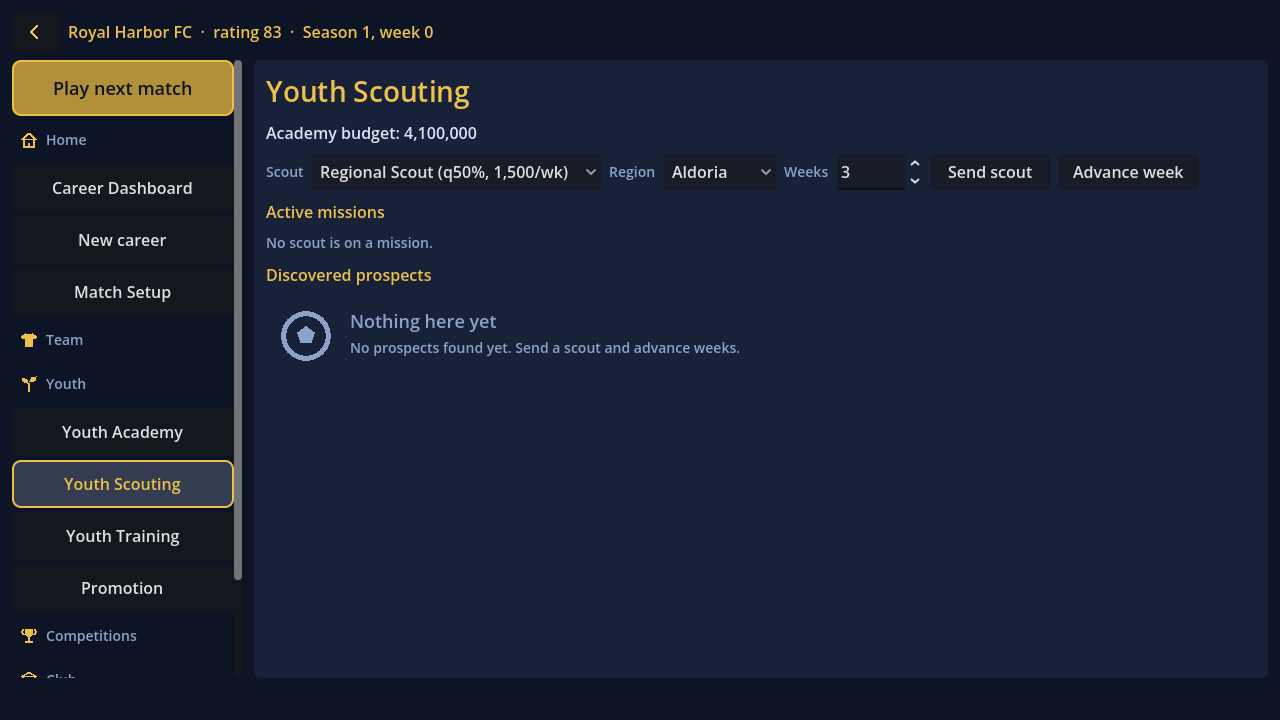 Royal Harbor FC · rating 83 · Season 1, week 0
Play next match
Home
Career Dashboard
New career
Match Setup
Team
Youth
Youth Academy
Youth Scouting
Youth Training
Promotion
Competitions
Club
Youth Scouting
Academy budget: 4,100,000
Scout Regional Scout (q50%, 1,500/wk) Region Aldoria Weeks 3 Send scout Advance week
Active missions
No scout is on a mission.
Discovered prospects
Nothing here yet
No prospects found yet. Send a scout and advance weeks.